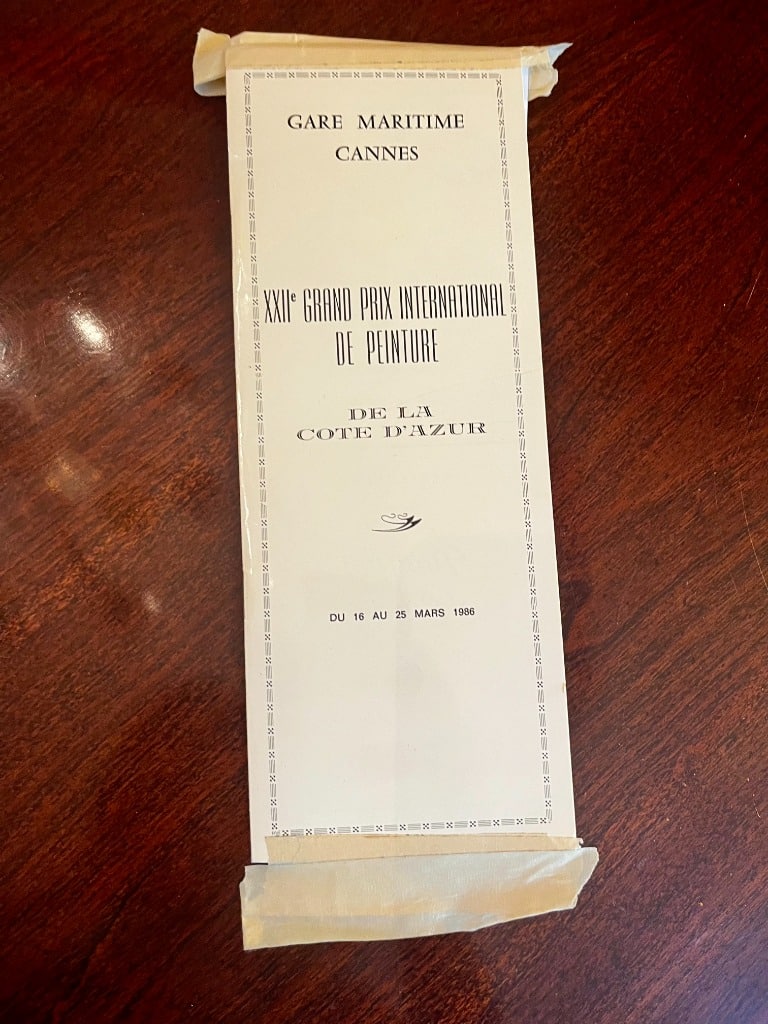 GARE MARITIME
CANNES
XXIIe GRAND PRIX INTERNATIONAL
DE PEINTURE
DE LA
COTE D'AZUR
DU 16 AU 25 MARS 1986